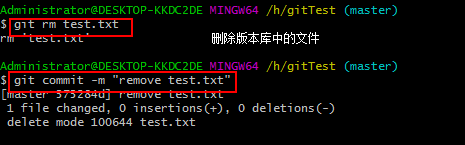 Administrator@DESKTOP-KKDC2DE MINGW64 /h/gitTest (master)
$ git rm test.txt
rm 'test.txt'
删除版本库中的文件
Administrator@DESKTOP-KKDC2DE MINGW64 /h/gitTest (master)
$ git commit -m "remove test.txt"
[master 575284d] remove test.txt
1 file changed, 0 insertions(+), 0 deletions(-)
delete mode 100644 test.txt